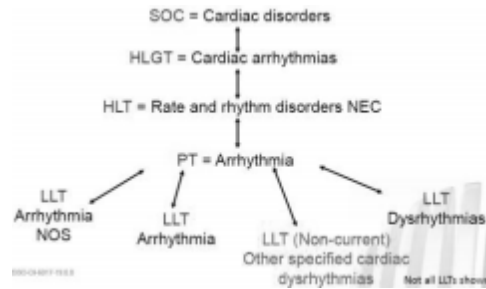 SOC = Cardiac disorders
HLGT = Cardiac arrhythmias
HLT = Rate and rhythm disorders NEC
PT = Arrhythmia
LLT
Arrhythmia
NOS
LLT
Arrhythmia
LLT (Non-current)
Other specified cardiac
dysrhythmias
LLT
Dysrhythmias
Not all LLTs shown